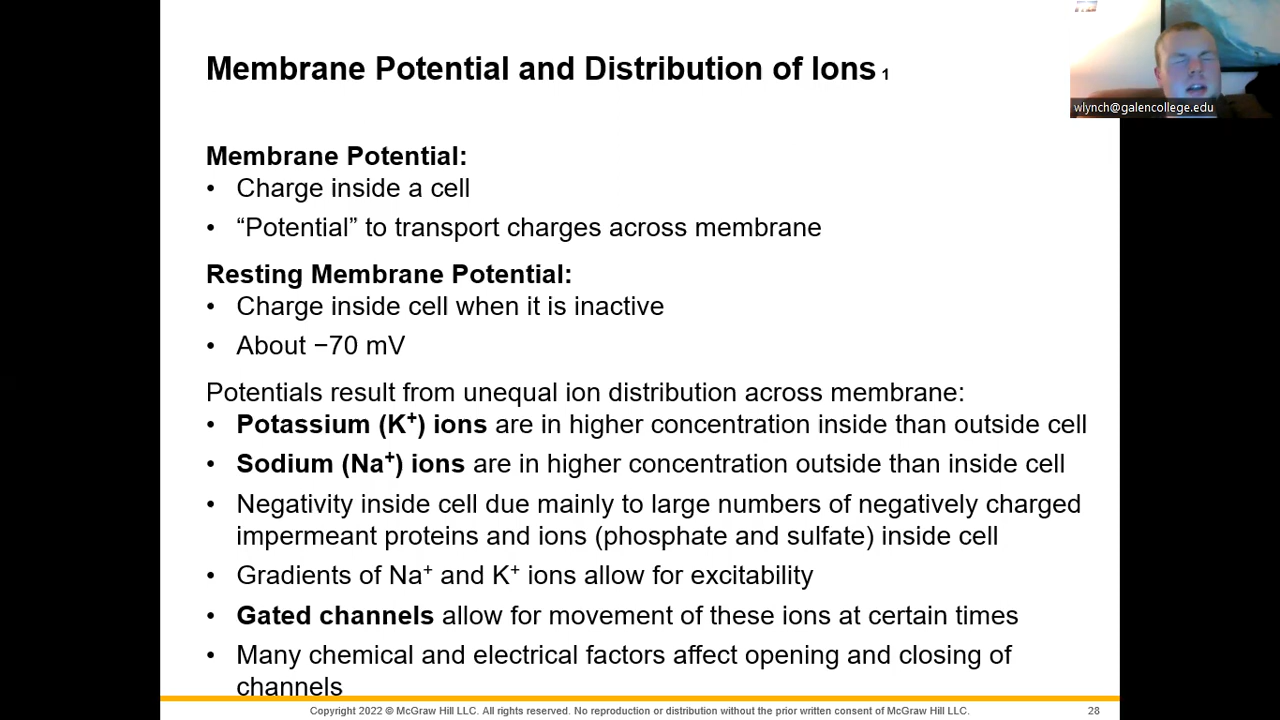 Membrane Potential and Distribution of Ions 1
wlynch@galencollege.edu
Membrane Potential:
• Charge inside a cell
• “Potential” to transport charges across membrane
Resting Membrane Potential:
• Charge inside cell when it is inactive
• About −70 mV
Potentials result from unequal ion distribution across membrane:
• Potassium (K⁺) ions are in higher concentration inside than outside cell
• Sodium (Na⁺) ions are in higher concentration outside than inside cell
• Negativity inside cell due mainly to large numbers of negatively charged
impermeant proteins and ions (phosphate and sulfate) inside cell
• Gradients of Na⁺ and K⁺ ions allow for excitability
• Gated channels allow for movement of these ions at certain times
• Many chemical and electrical factors affect opening and closing of
channels
Copyright 2022 © McGraw Hill LLC. All rights reserved. No reproduction or distribution without the prior written consent of McGraw Hill LLC.
28